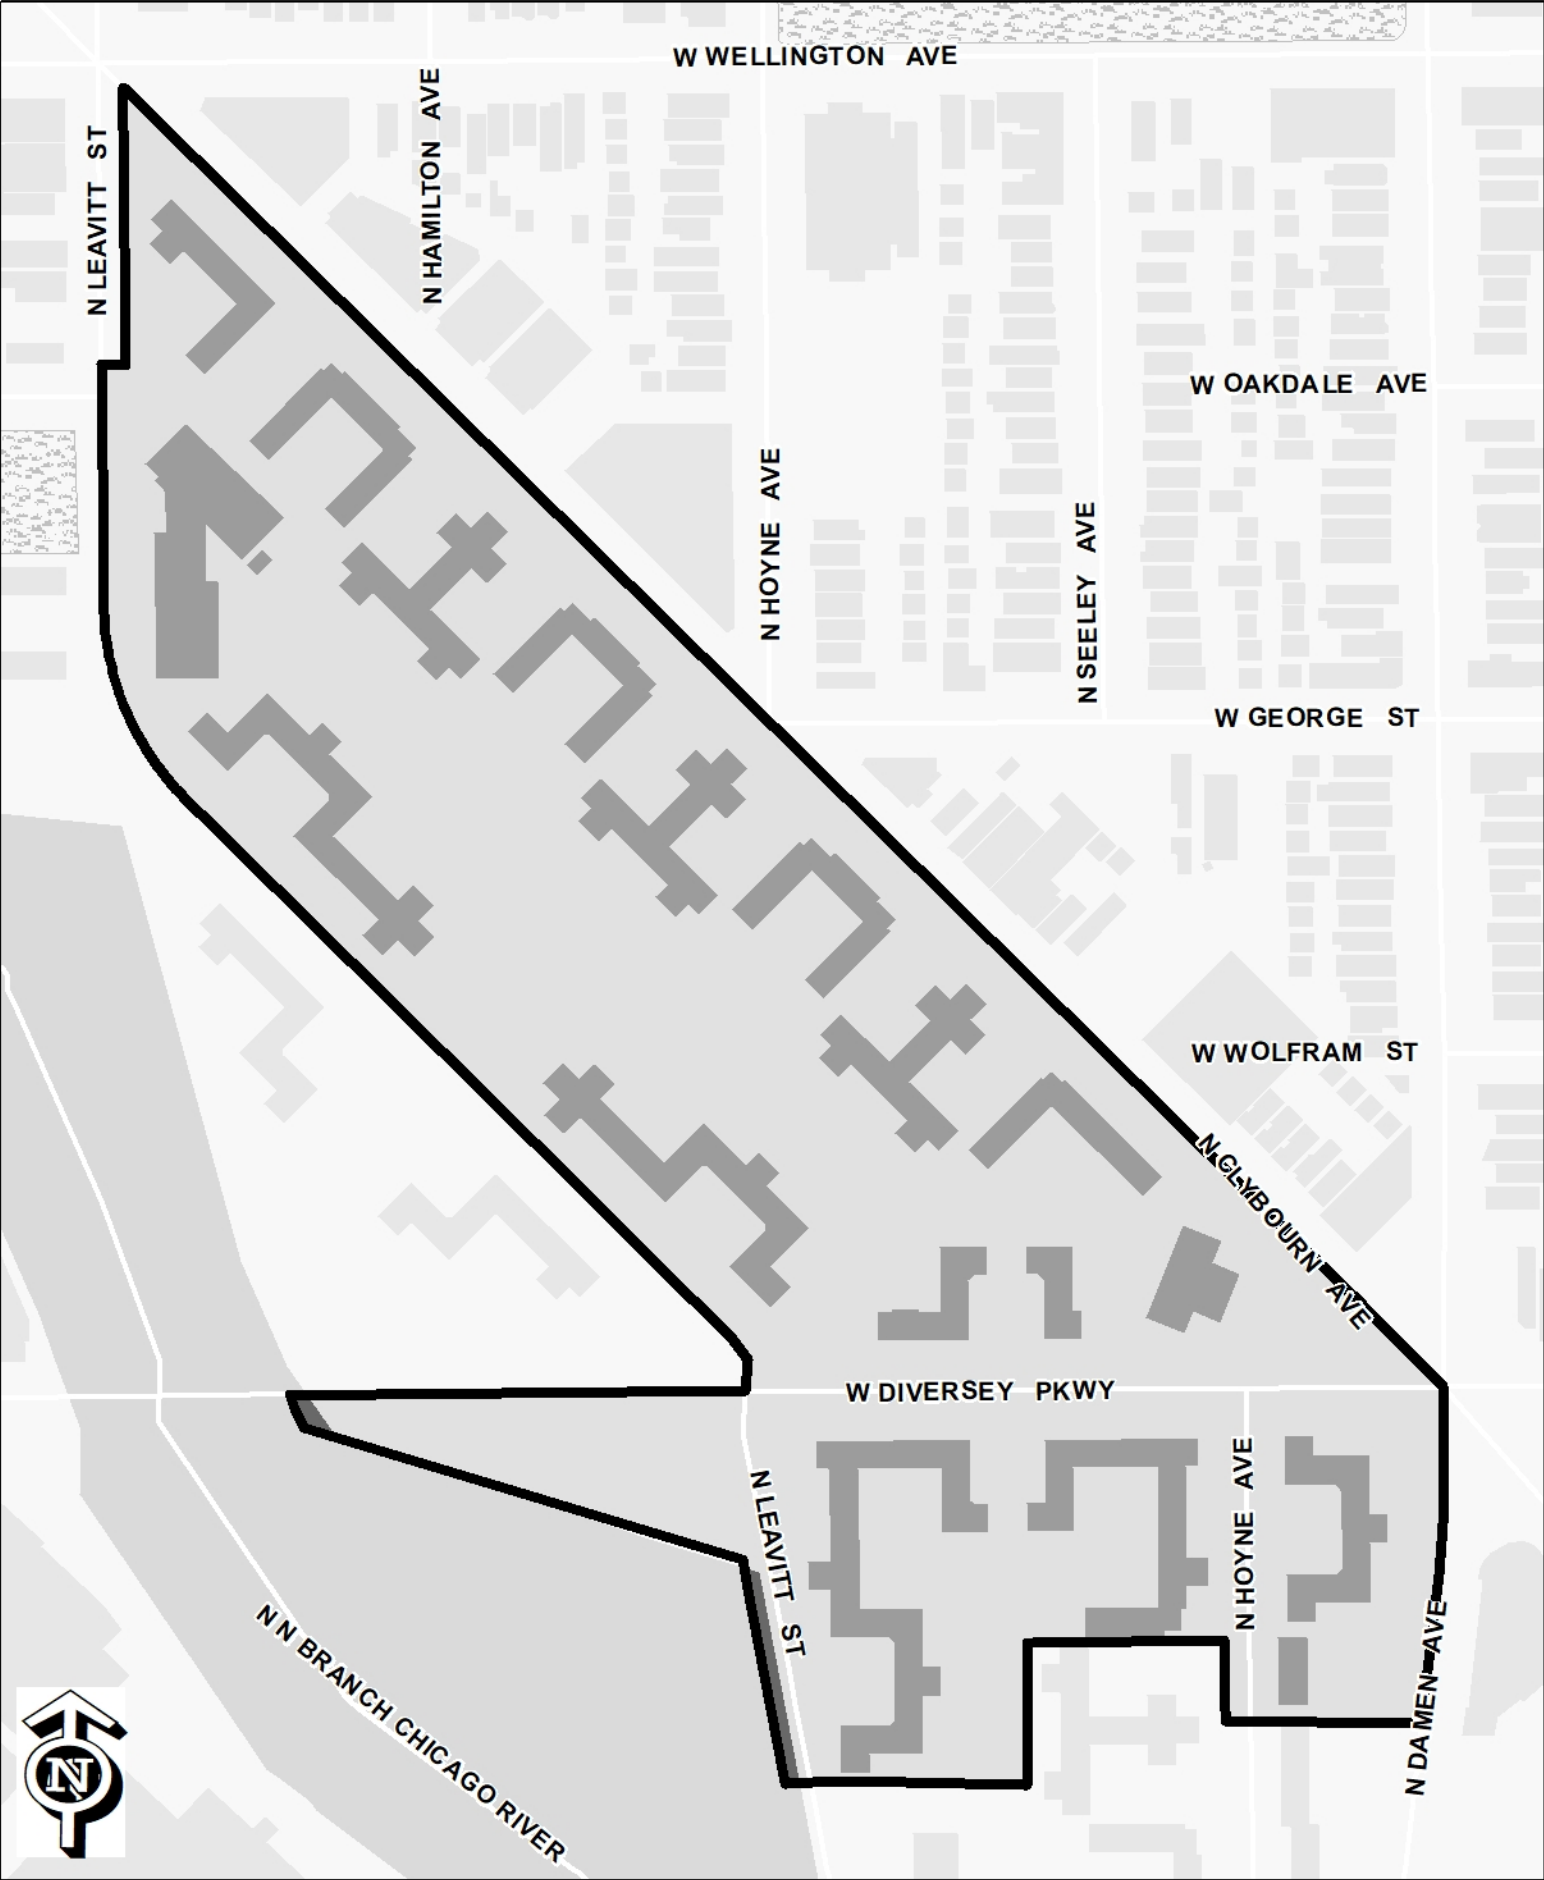 W WELLINGTON AVE
N LEAVITT ST
N HAMILTON AVE
W OAKDALE AVE
N HOYNE AVE
N SEELEY AVE
W GEORGE ST
W WOLFRAM ST
N CLYBOURN AVE
W DIVERSEY PKWY
N LEAVITT ST
N HOYNE AVE
N DAMEN AVE
N N BRANCH CHICAGO RIVER
N